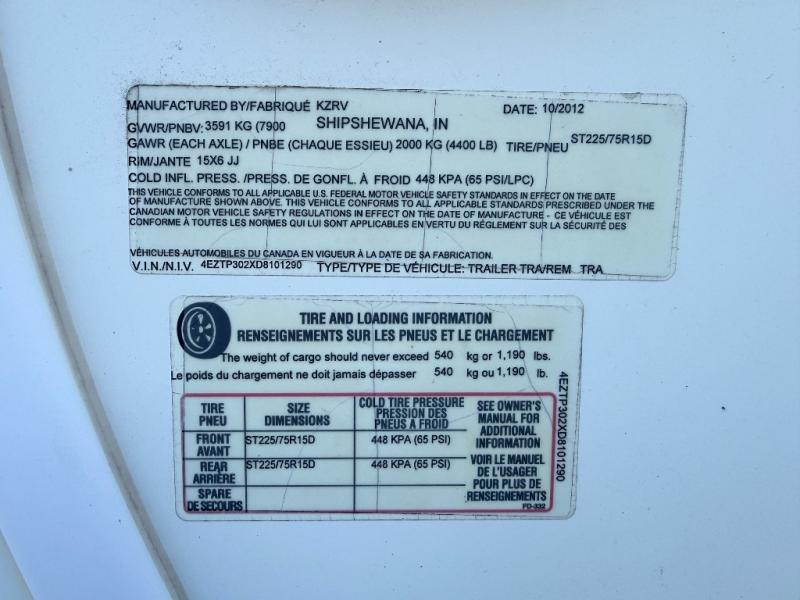 MANUFACTURED BY/FABRIQUÉ KZRV DATE: 10/2012
GVWR/PNBV: 3591 KG (7900 SHIPSHEWANA, IN
GAWR (EACH AXLE) / PNBE (CHAQUE ESSIEU) 2000 KG (4400 LB) TIRE/PNEU ST225/75R15D
RIM/JANTE 15X6 JJ
COLD INFL. PRESS. /PRESS. DE GONFL. À FROID 448 KPA (65 PSI/LPC)
THIS VEHICLE CONFORMS TO ALL APPLICABLE U.S. FEDERAL MOTOR VEHICLE SAFETY STANDARDS IN EFFECT ON THE DATE
OF MANUFACTURE SHOWN ABOVE. THIS VEHICLE CONFORMS TO ALL APPLICABLE STANDARDS PRESCRIBED UNDER THE
CANADIAN MOTOR VEHICLE SAFETY REGULATIONS IN EFFECT ON THE DATE OF MANUFACTURE - CE VÉHICULE EST
CONFORME À TOUTES LES NORMES QUI LUI SONT APPLICABLES EN VERTU DU RÉGLEMENT SUR LA SÉCURITÉ DES
VÉHICULES AUTOMOBILES DU CANADA EN VIGUEUR À LA DATE DE SA FABRICATION.
V.I.N./N.I.V. 4EZTP302XD8101290 TYPE/TYPE DE VÉHICULE: TRAILER TRA/REM TRA
TIRE AND LOADING INFORMATION
RENSEIGNEMENTS SUR LES PNEUS ET LE CHARGEMENT
The weight of cargo should never exceed 540 kg or 1,190 lbs.
Le poids du chargement ne doit jamais dépasser 540 kg ou 1,190 lb.
TIRE PNEU
SIZE DIMENSIONS
COLD TIRE PRESSURE
PRESSION DES
PNEUS A FROID
SEE OWNER'S
MANUAL FOR
ADDITIONAL
INFORMATION
FRONT AVANT
ST225/75R15D
448 KPA (65 PSI)
REAR ARRIÈRE
ST225/75R15D
448 KPA (65 PSI)
VOIR LE MANUEL
DE L'USAGER
POUR PLUS DE
RENSEIGNEMENTS
SPARE
DE SECOURS
FD-332
4EZTP302XD8101290